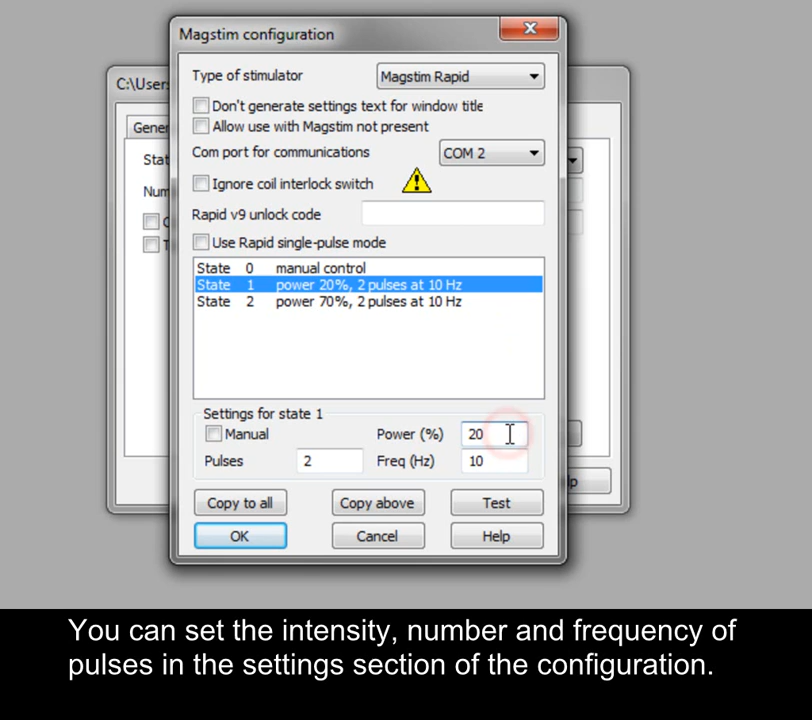 Magstim configuration
C:\User
Type of stimulator
Magstim Rapid
Gener
Don't generate settings text for window title
Allow use with Magstim not present
Com port for communications
COM 2
Stat
Ignore coil interlock switch
Num
Rapid v9 unlock code
Use Rapid single-pulse mode
State 0 manual control
State 1 power 20%, 2 pulses at 10 Hz
State 2 power 70%, 2 pulses at 10 Hz
Settings for state 1
Manual
Power (%) 20
Pulses 2
Freq (Hz) 10
Copy to all
Copy above
Test
OK
Cancel
Help
lp
You can set the intensity, number and frequency of
pulses in the settings section of the configuration.